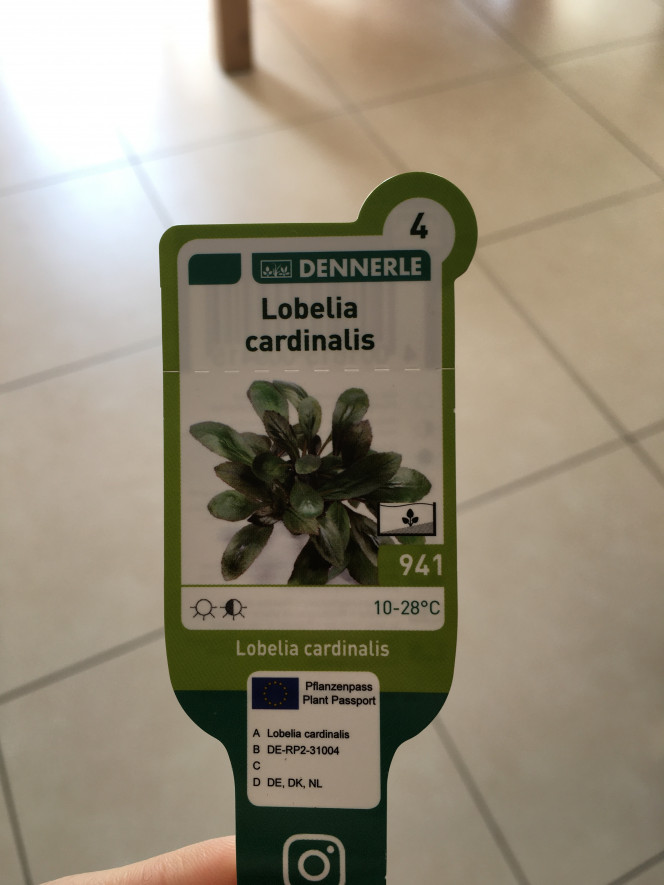 4
DENNERLE
Lobelia
cardinalis
941
10-28°C
Lobelia cardinalis
Pflanzenpass
Plant Passport
A Lobelia cardinalis
B DE-RP2-31004
C
D DE, DK, NL